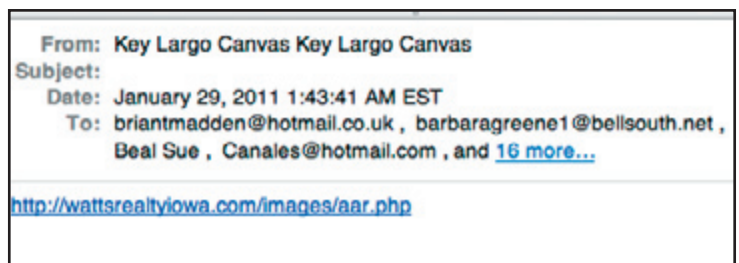 From: Key Largo Canvas Key Largo Canvas
Subject:
Date: January 29, 2011 1:43:41 AM EST
To: briantmadden@hotmail.co.uk , barbaragreene1@bellsouth.net ,
Beal Sue , Canales@hotmail.com , and 16 more...
http://wattsrealtyiowa.com/images/aar.php